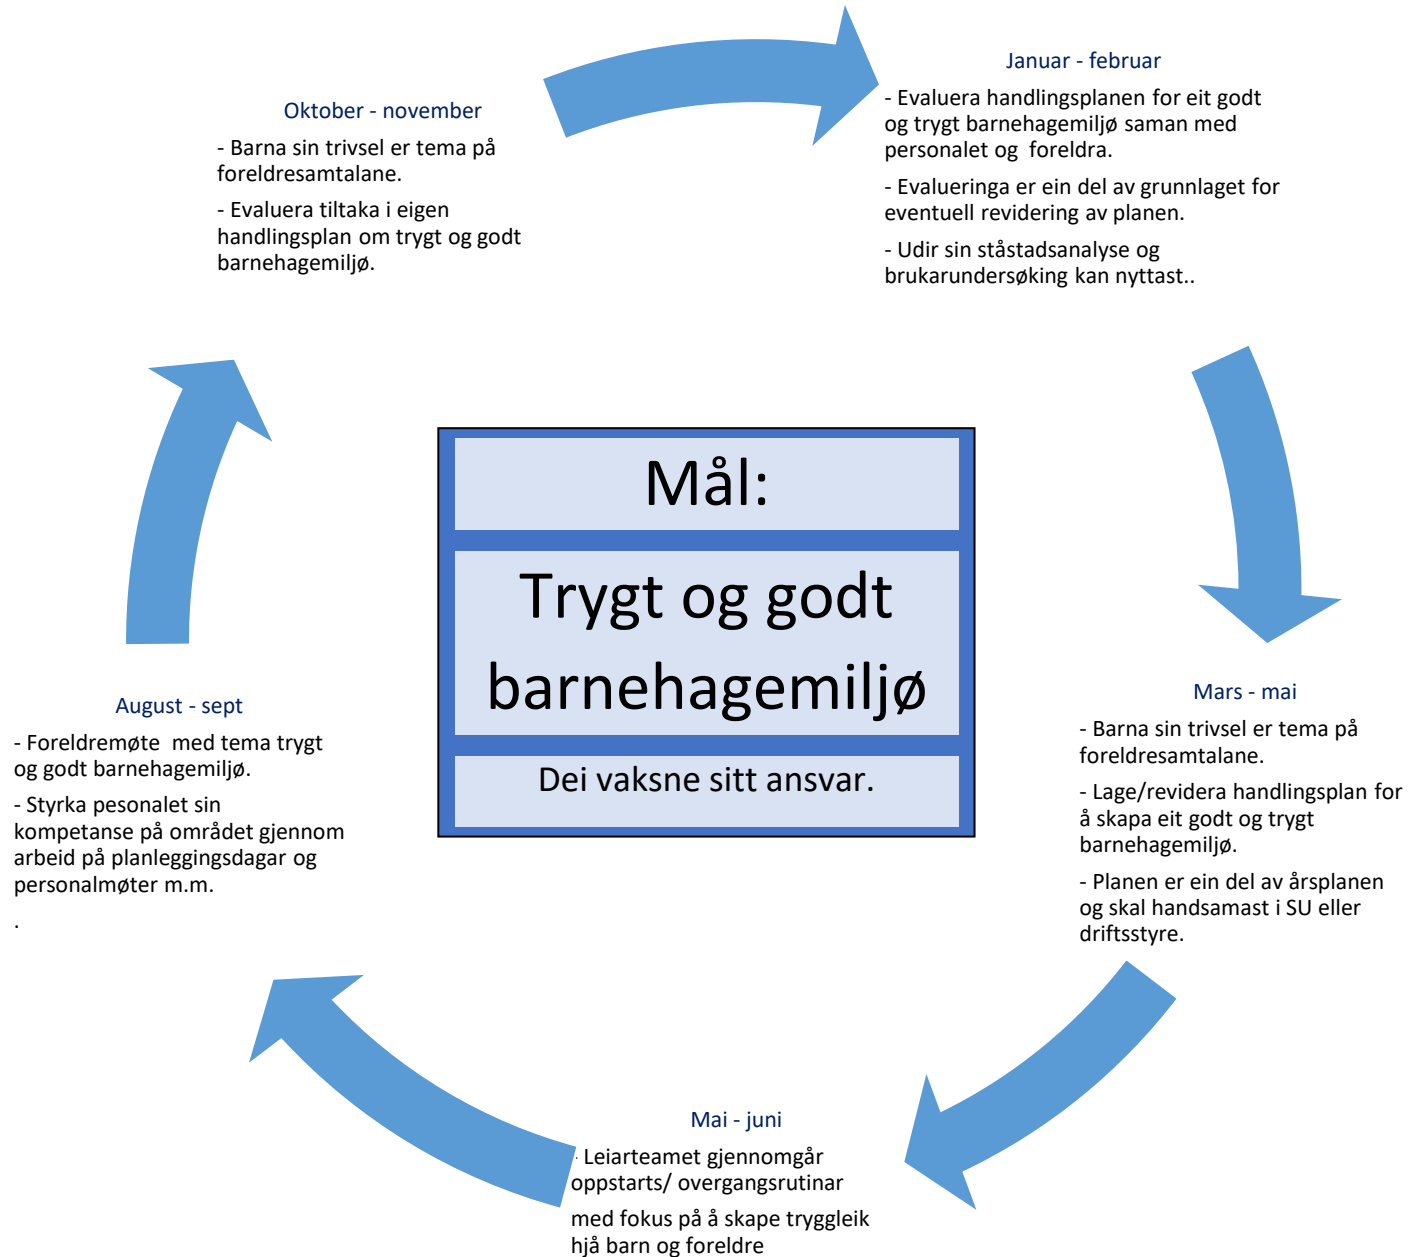 Januar - februar
- Evaluera handlingsplanen for eit godt
og trygt barnehagemiljø saman med
personalet og foreldra.
- Evalueringa er ein del av grunnlaget for
eventuell revidering av planen.
- Udir sin ståstadsanalyse og
brukarundersøking kan nyttast..
Mars - mai
- Barna sin trivsel er tema på
foreldresamtalane.
- Lage/revidera handlingsplan for
å skapa eit godt og trygt
barnehagemiljø.
- Planen er ein del av årsplanen
og skal handsamast i SU eller
driftsstyre.
Mai - juni
- Leiarteamet gjennomgår
oppstarts/ overgangsrutinar
med fokus på å skape tryggleik
hjå barn og foreldre
August - sept
- Foreldremøte med tema trygt
og godt barnehagemiljø.
- Styrka pesonalet sin
kompetanse på området gjennom
arbeid på planleggingsdagar og
personalmøter m.m.
.
Oktober - november
- Barna sin trivsel er tema på
foreldresamtalane.
- Evaluera tiltaka i eigen
handlingsplan om trygt og godt
barnehagemiljø.
Mål:
Trygt og godt
barnehagemiljø
Dei vaksne sitt ansvar.